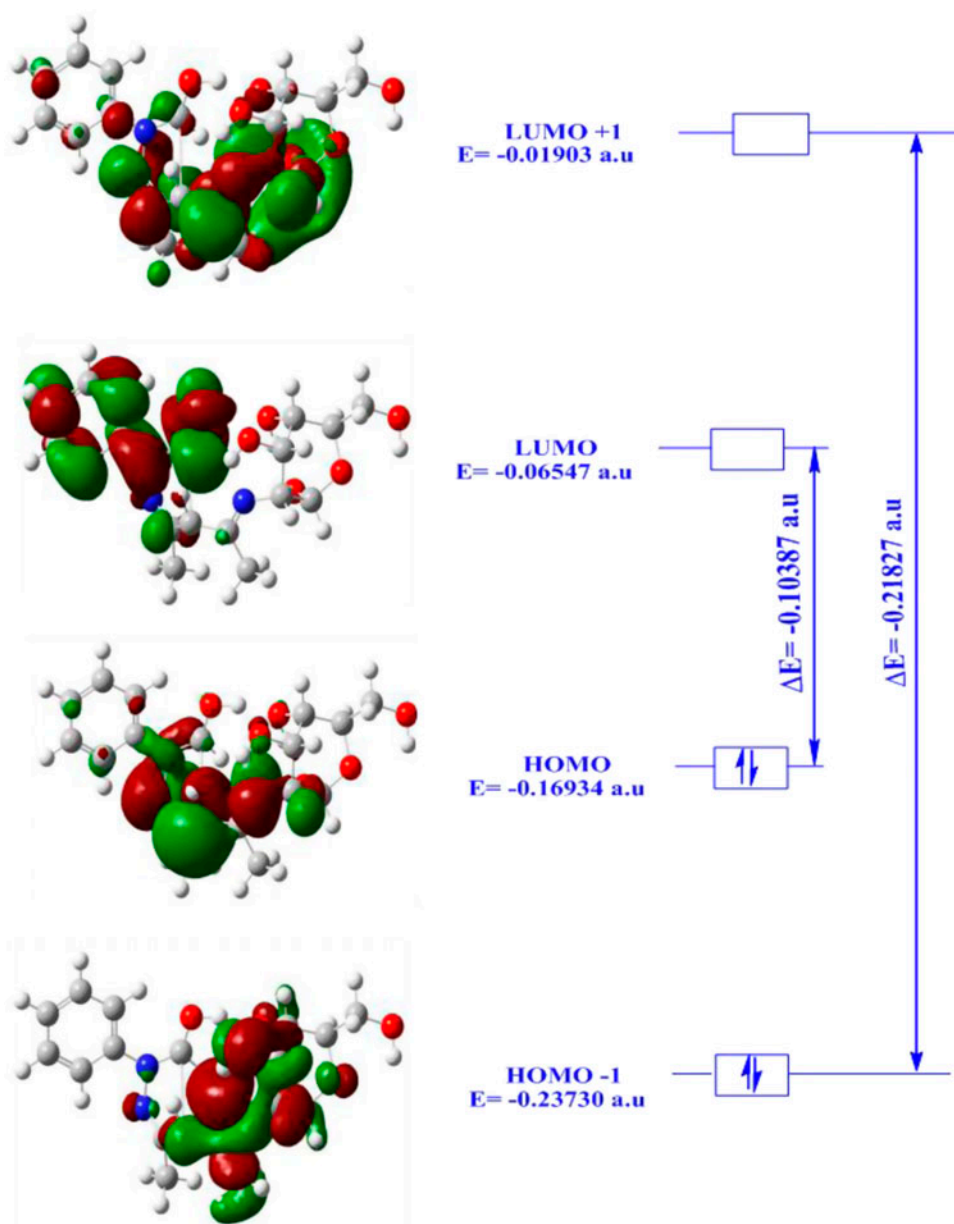 LUMO +1
E= -0.01903 a.u
LUMO
E= -0.06547 a.u
ΔE= -0.10387 a.u
ΔE= -0.21827 a.u
HOMO
E= -0.16934 a.u
HOMO -1
E= -0.23730 a.u